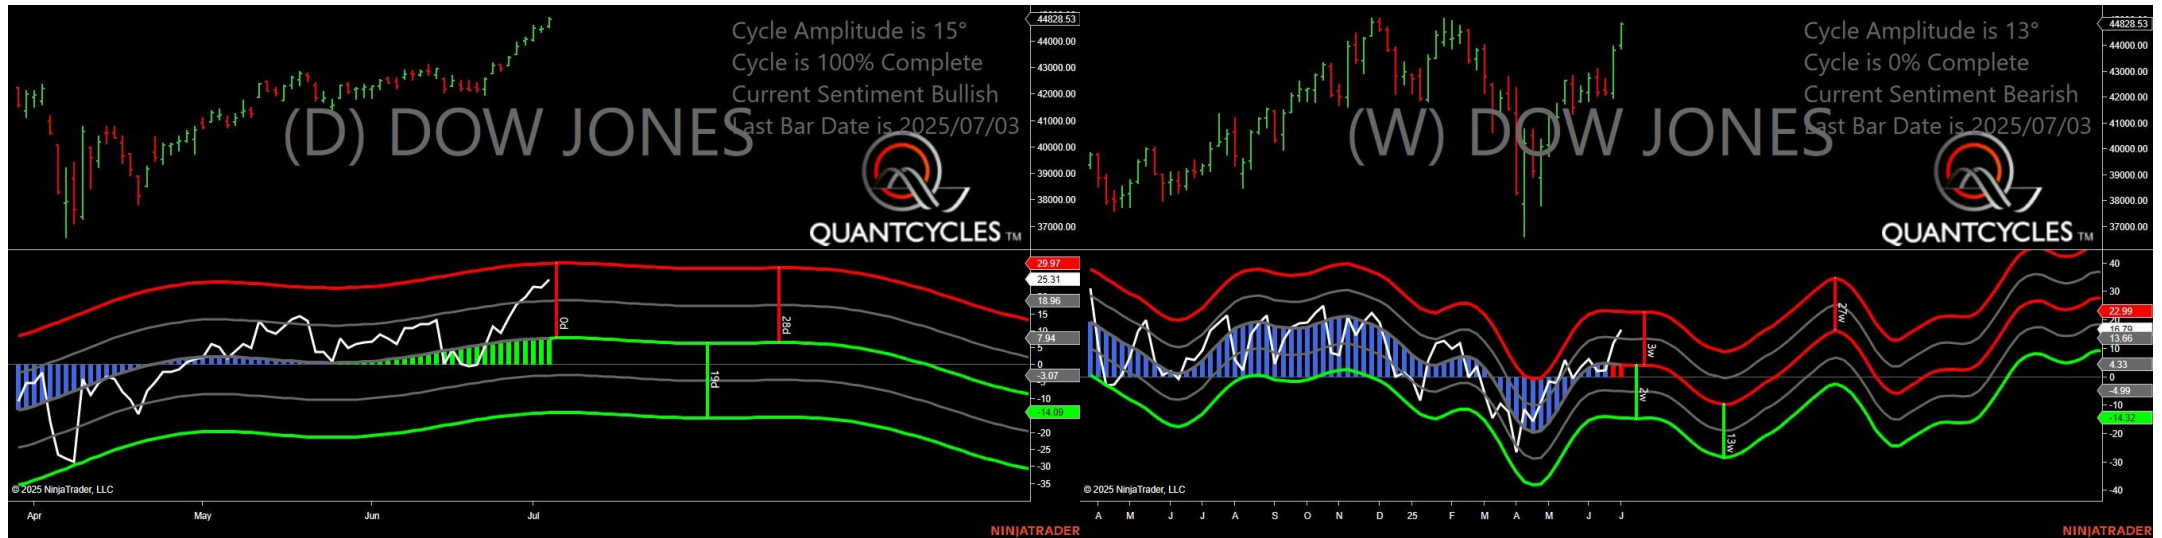 Cycle Amplitude is 15°
Cycle is 100% Complete
Current Sentiment Bullish
Last Bar Date is 2025/07/03
(D) DOW JONES
QUANTCYCLES TM
44828.53
44000.00
43000.00
42000.00
41000.00
40000.00
39000.00
38000.00
37000.00
29.97
25.31
18.96
15
10
7.94
5
0
-3.07
-5
-10
-14.09
-20
-25
-30
-35
0d
19d
28d
© 2025 NinjaTrader, LLC
Apr May Jun Jul
NINJATRADER
Cycle Amplitude is 13°
Cycle is 0% Complete
Current Sentiment Bearish
Last Bar Date is 2025/07/03
(W) DOW JONES
QUANTCYCLES TM
44828.53
44000.00
43000.00
42000.00
41000.00
40000.00
39000.00
38000.00
37000.00
40
30
22.99
20
16.79
13.66
10
4.33
0
-4.99
-10
-14.32
-20
-30
-40
3w
2w
13w
27w
© 2025 NinjaTrader, LLC
A M J J A S O N D 25 F M A M J J
NINJATRADER